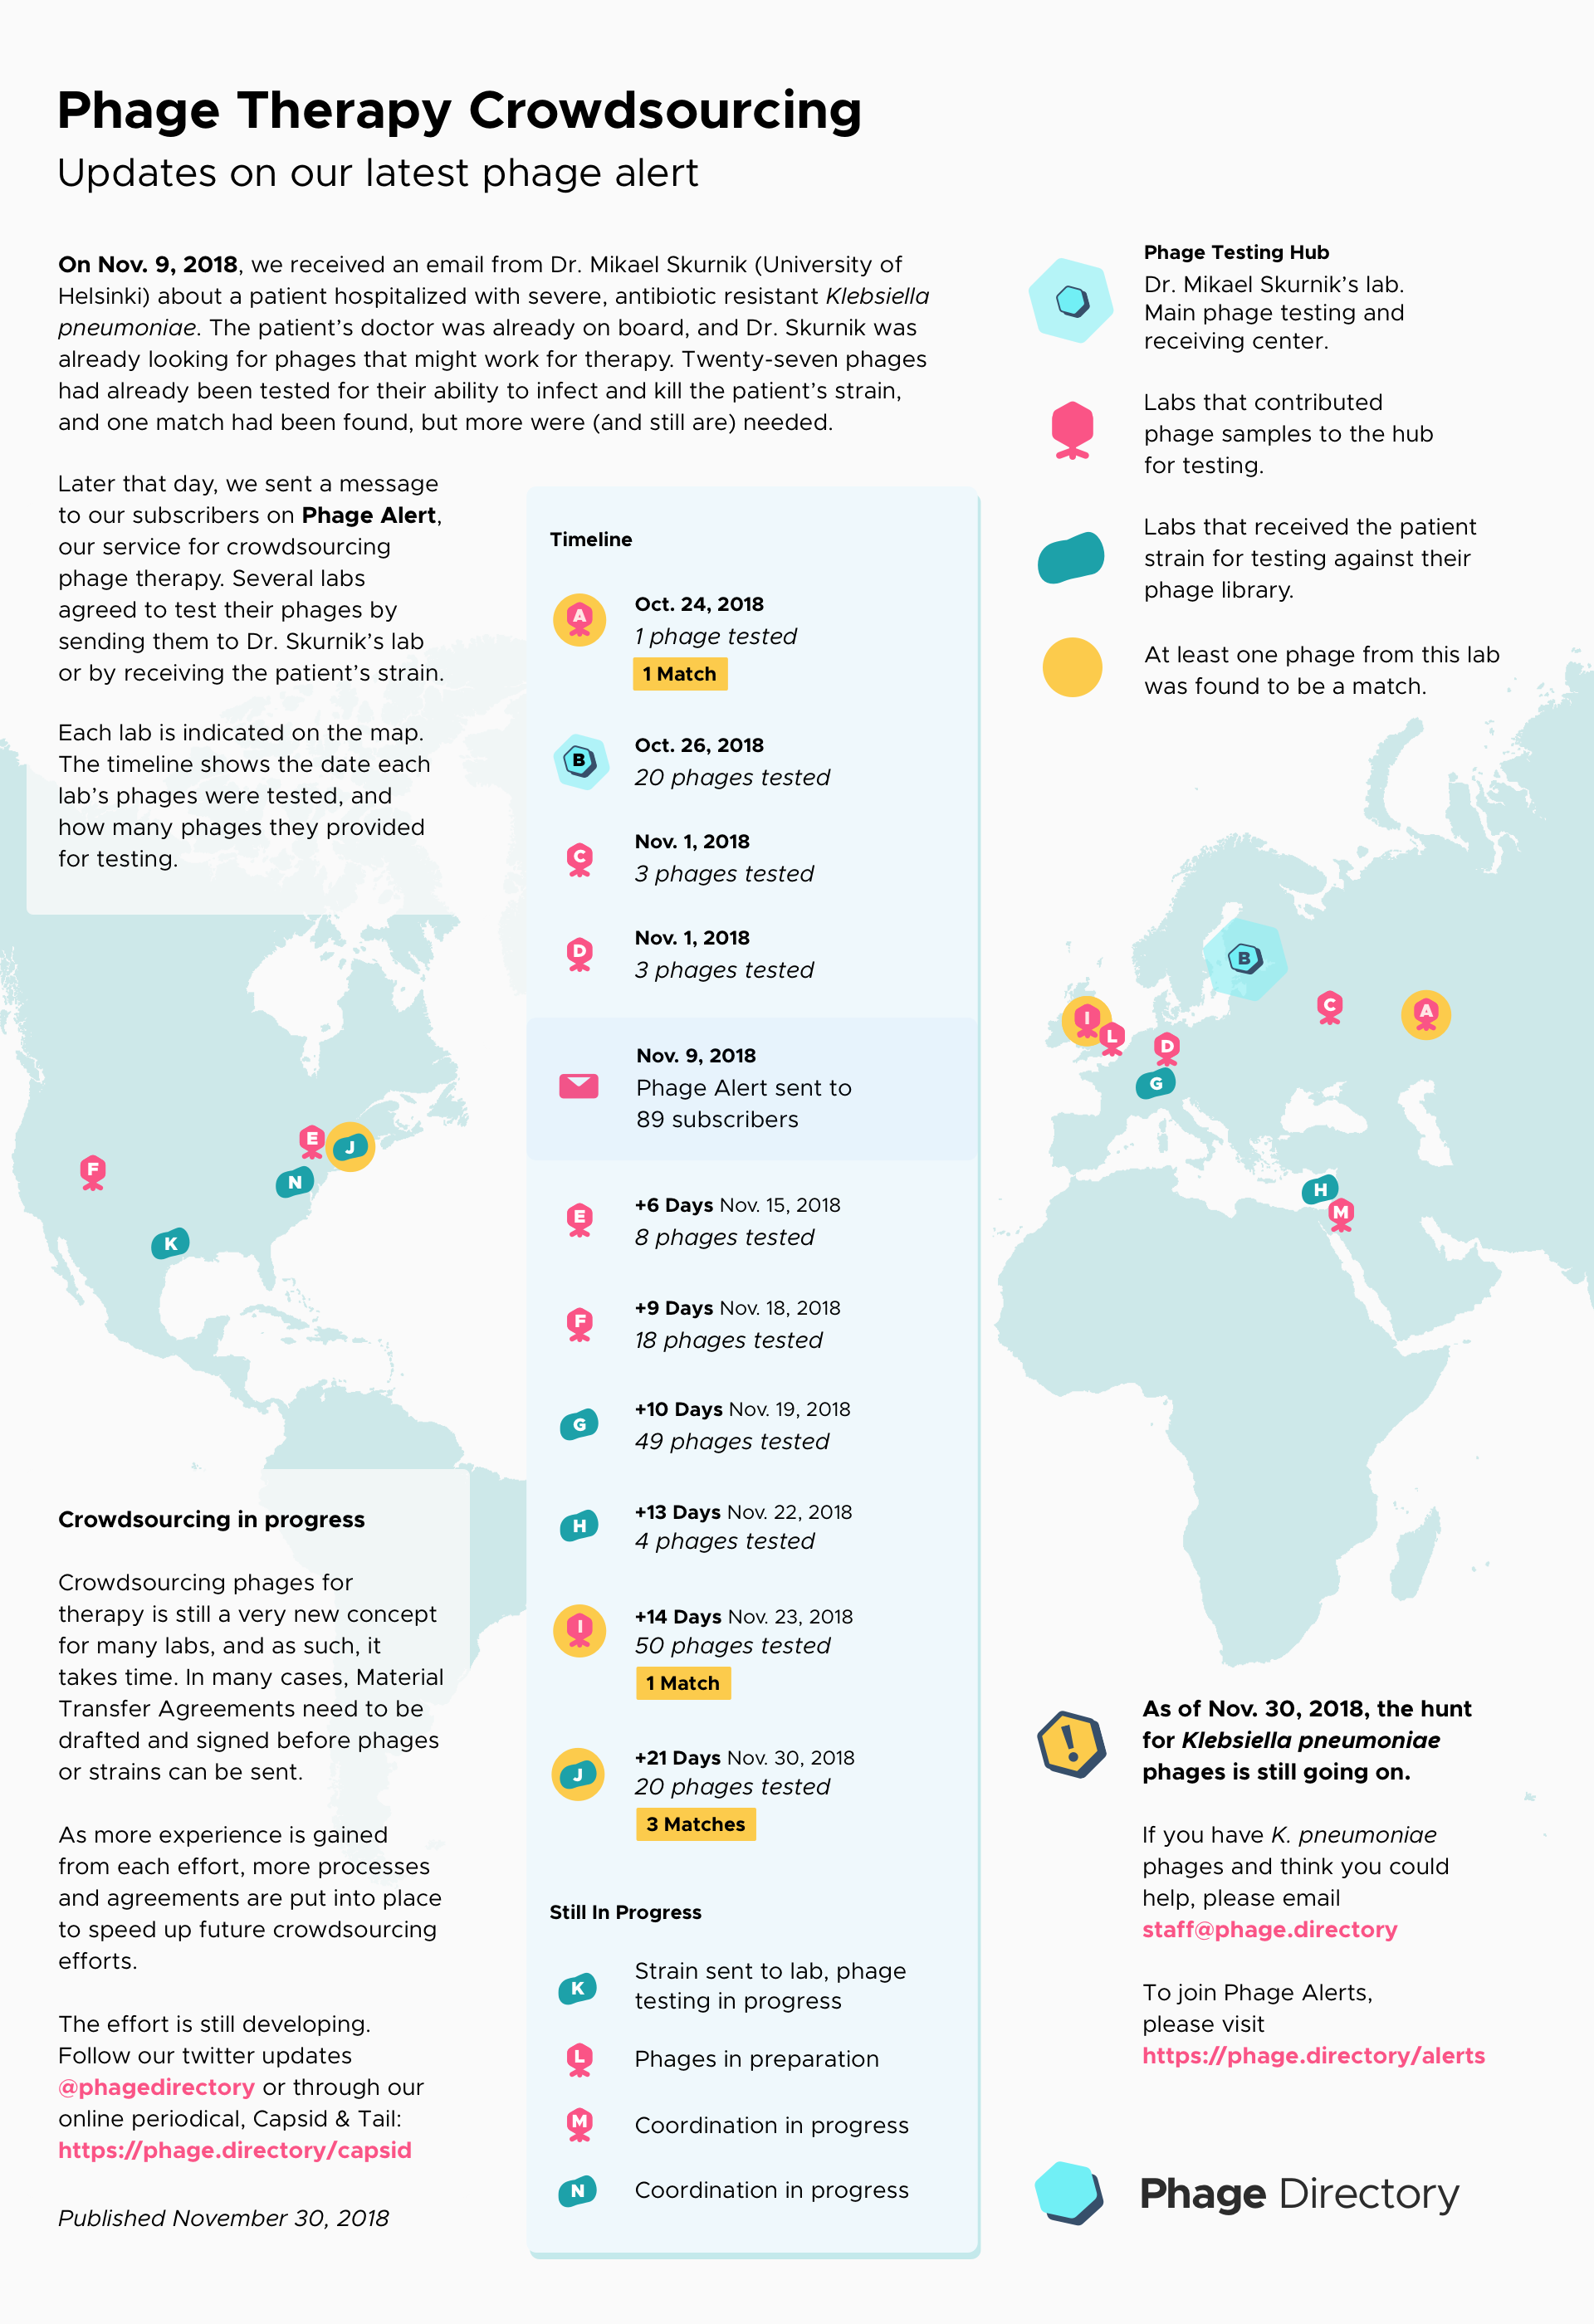 Phage Therapy Crowdsourcing
Updates on our latest phage alert
On Nov. 9, 2018, we received an email from Dr. Mikael Skurnik (University of
Helsinki) about a patient hospitalized with severe, antibiotic resistant Klebsiella
pneumoniae. The patient's doctor was already on board, and Dr. Skurnik was
already looking for phages that might work for therapy. Twenty-seven phages
had already been tested for their ability to infect and kill the patient's strain,
and one match had been found, but more were (and still are) needed.
Later that day, we sent a message
to our subscribers on Phage Alert,
our service for crowdsourcing
phage therapy. Several labs
agreed to test their phages by
sending them to Dr. Skurnik's lab
or by receiving the patient's strain.
Each lab is indicated on the map.
The timeline shows the date each
lab's phages were tested, and
how many phages they provided
for testing.
Phage Testing Hub
Dr. Mikael Skurnik's lab.
Main phage testing and
receiving center.
Labs that contributed
phage samples to the hub
for testing.
Labs that received the patient
strain for testing against their
phage library.
At least one phage from this lab
was found to be a match.
Timeline
A
Oct. 24, 2018
1 phage tested
1 Match
B
Oct. 26, 2018
20 phages tested
C
Nov. 1, 2018
3 phages tested
D
Nov. 1, 2018
3 phages tested
Nov. 9, 2018
Phage Alert sent to
89 subscribers
E
+6 Days Nov. 15, 2018
8 phages tested
F
+9 Days Nov. 18, 2018
18 phages tested
G
+10 Days Nov. 19, 2018
49 phages tested
H
+13 Days Nov. 22, 2018
4 phages tested
I
+14 Days Nov. 23, 2018
50 phages tested
1 Match
J
+21 Days Nov. 30, 2018
20 phages tested
3 Matches
Still In Progress
K
Strain sent to lab, phage
testing in progress
L
Phages in preparation
M
Coordination in progress
N
Coordination in progress
F
E
J
N
K
B
I
L
D
G
C
A
H
M
Crowdsourcing in progress
Crowdsourcing phages for
therapy is still a very new concept
for many labs, and as such, it
takes time. In many cases, Material
Transfer Agreements need to be
drafted and signed before phages
or strains can be sent.
As more experience is gained
from each effort, more processes
and agreements are put into place
to speed up future crowdsourcing
efforts.
The effort is still developing.
Follow our twitter updates
@phagedirectory or through our
online periodical, Capsid & Tail:
https://phage.directory/capsid
Published November 30, 2018
!
As of Nov. 30, 2018, the hunt
for Klebsiella pneumoniae
phages is still going on.
If you have K. pneumoniae
phages and think you could
help, please email
staff@phage.directory
To join Phage Alerts,
please visit
https://phage.directory/alerts
Phage Directory